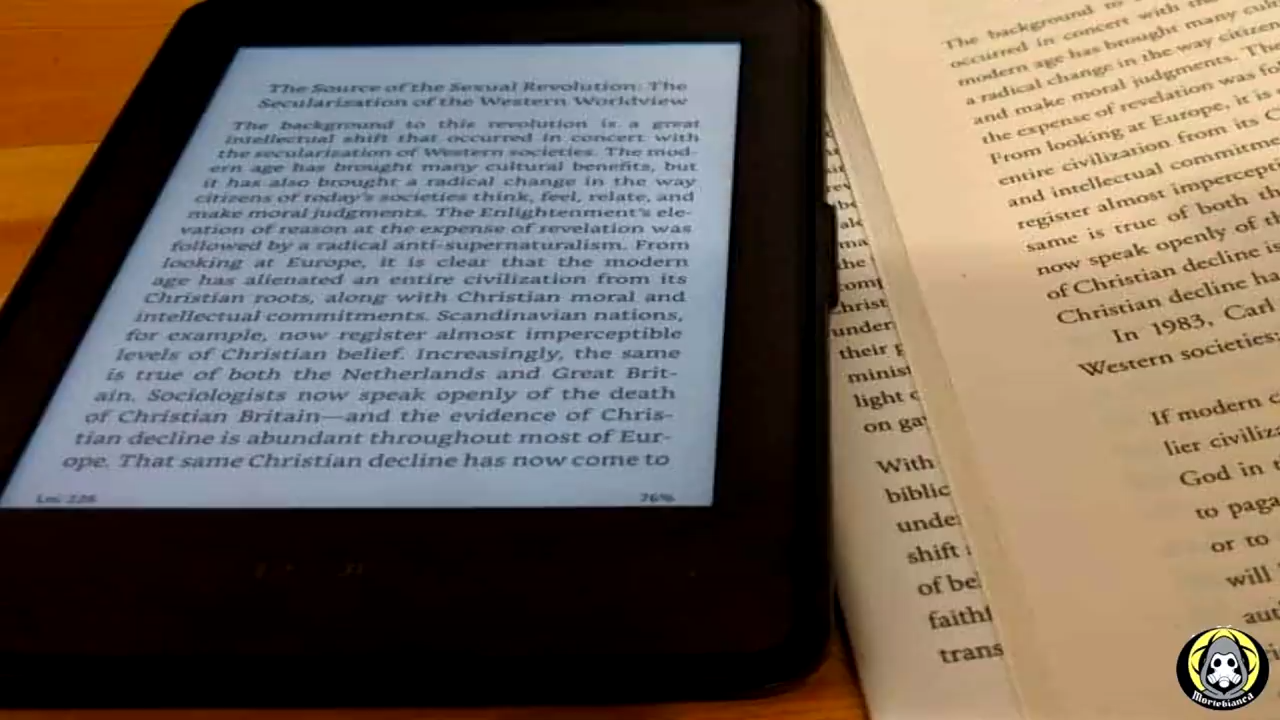 The Source of the Sexual Revolution: The
Secularization of the Western Worldview
The background to this revolution is a great
intellectual shift that occurred in concert with
the secularization of Western societies. The mod-
ern age has brought many cultural benefits, but
it has also brought a radical change in the way
citizens of today's societies think, feel, relate, and
make moral judgments. The Enlightenment's ele-
vation of reason at the expense of revelation was
followed by a radical anti-supernaturalism. From
looking at Europe, it is clear that the modern
age has alienated an entire civilization from its
Christian roots, along with Christian moral and
intellectual commitments. Scandinavian nations,
for example, now register almost imperceptible
levels of Christian belief. Increasingly, the same
is true of both the Netherlands and Great Brit-
ain. Sociologists now speak openly of the death
of Christian Britain—and the evidence of Chris-
tian decline is abundant throughout most of Eur-
ope. That same Christian decline has now come to
Loc 226 76%
the
under
their
light
on
With
of
The background to
occurred in concert with the
modern age has brought many
a radical change in the way citizen
and make moral judgments. The
the expense of revelation was
From looking at Europe, it is
entire civilization from its
and intellectual
register almost
same is true of both
now speak openly of the
of Christian decline
Christian decline
In 1983, Carl
Western societies:
If modern
lier
God in
to
or to
will
Mortebianca